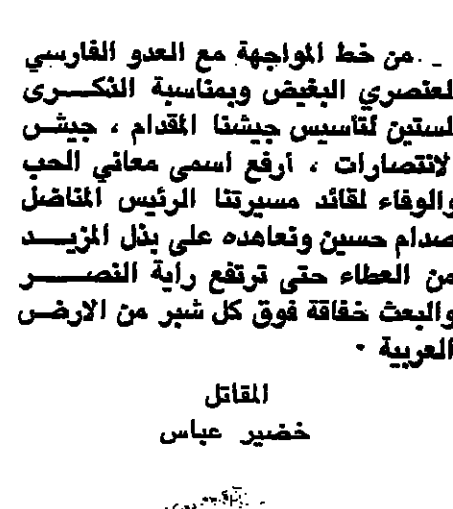 _ . من خط المواجهة مع العدو الفارسي
لعنصري البغيض وبمناسبة الذكرى
لستين لتأسيس جيشنا المقدام ، جيش
لانتصارات ، أرفع اسمى معاني الحب
والوفاء لقائد مسيرتنا الرئيس المناضل
صدام حسين ونعاهده على بذل المزيد
من العطاء حتى ترتفع راية النصر
والبعث خفاقة فوق كل شبر من الارض
العربية ٠
المقاتل
خضير عباس